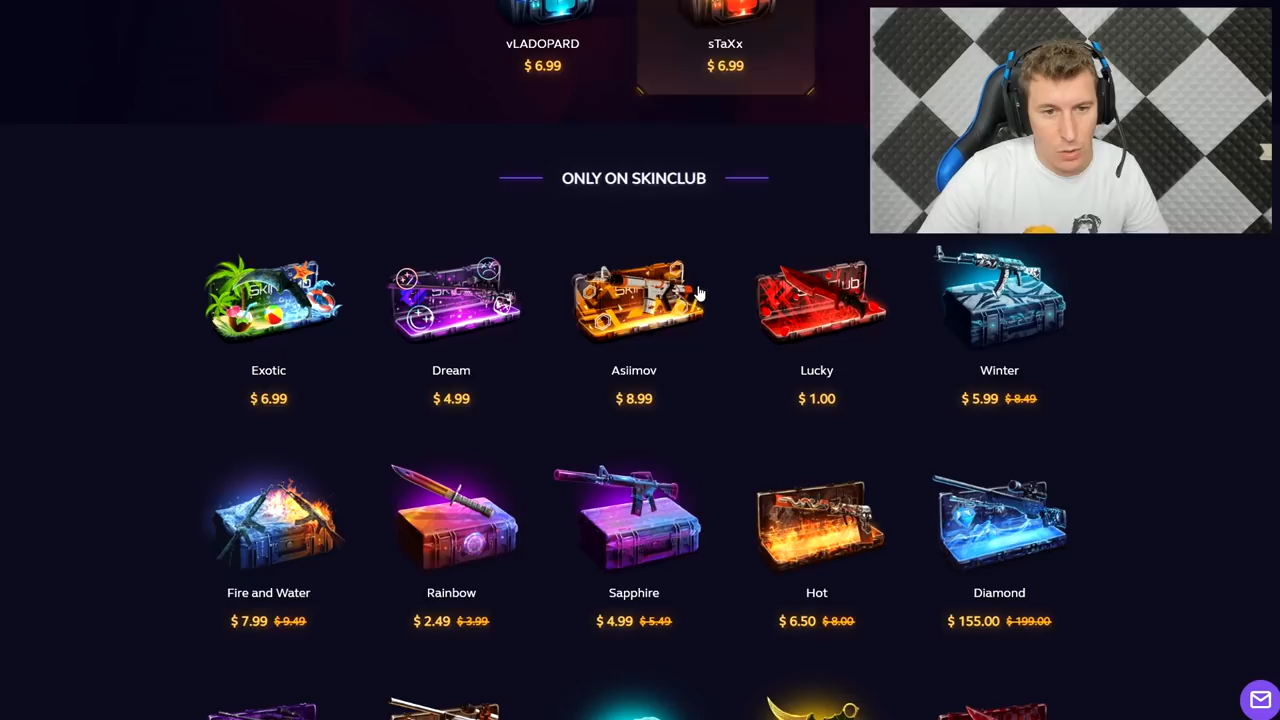 vLADOPARD
$ 6.99
sTaXx
$ 6.99
ONLY ON SKINCLUB
Exotic
$ 6.99
Dream
$ 4.99
Asiimov
$ 8.99
Lucky
$ 1.00
Winter
$ 5.99 $ 8.49
Fire and Water
$ 7.99 $ 9.49
Rainbow
$ 2.49 $ 3.99
Sapphire
$ 4.99 $ 5.49
Hot
$ 6.50 $ 8.00
Diamond
$ 155.00 $ 199.00